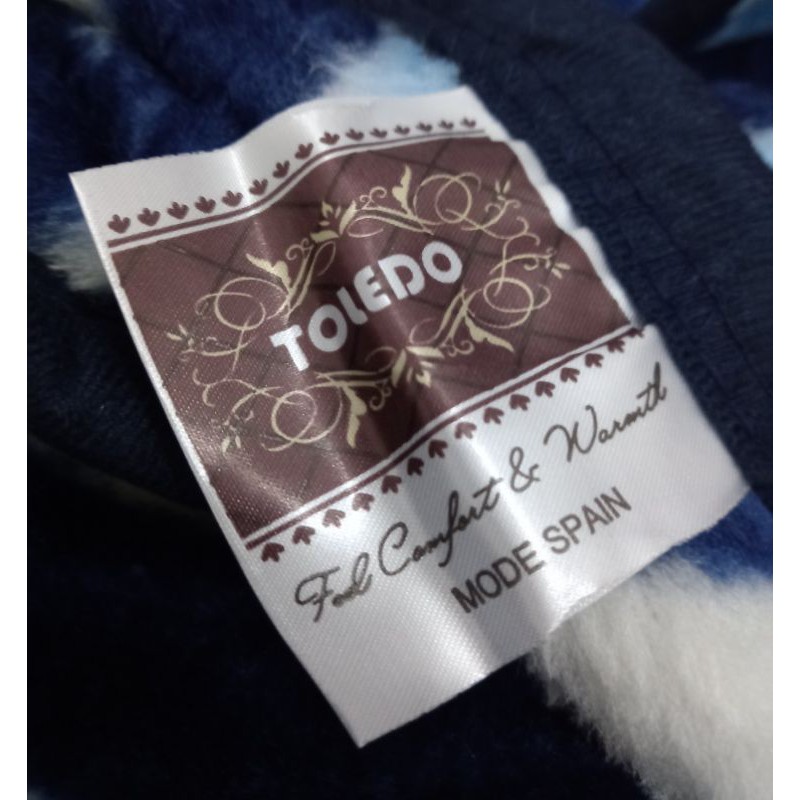 TOLEDO
Feel Comfort & Warmth
MODE SPAIN